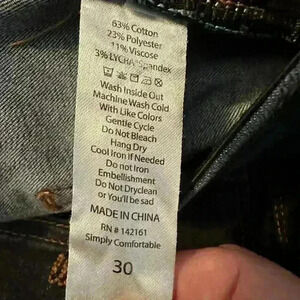 63% Cotton
23% Polyester
11% Viscose
3% LYCRA® Spandex
Wash Inside Out
Machine Wash Cold
With Like Colors
Gentle Cycle
Do Not Bleach
Hang Dry
Cool Iron If Needed
Do not Iron
Embellishment
Do Not Dryclean
or You'll be sad
MADE IN CHINA
RN # 142161
Simply Comfortable
30